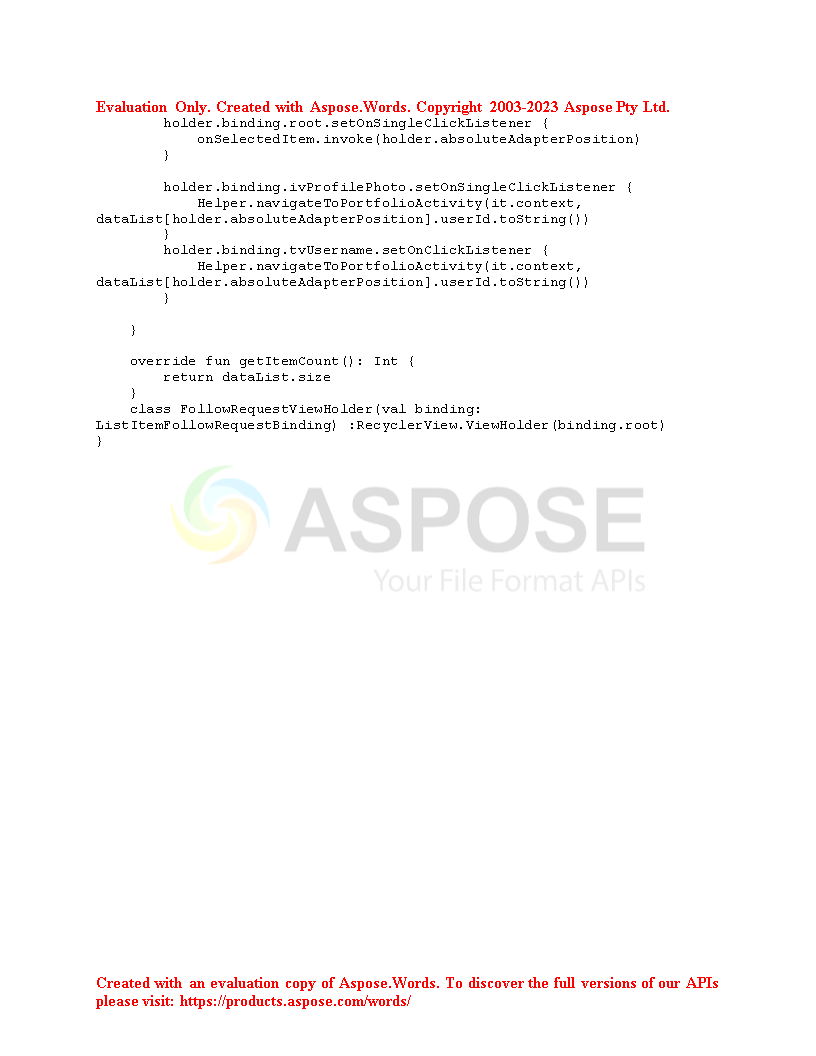 Evaluation Only. Created with Aspose.Words. Copyright 2003-2023 Aspose Pty Ltd.
        holder.binding.root.setOnSingleClickListener {
            onSelectedItem.invoke(holder.absoluteAdapterPosition)
        }

        holder.binding.ivProfilePhoto.setOnSingleClickListener {
            Helper.navigateToPortfolioActivity(it.context,
dataList[holder.absoluteAdapterPosition].userId.toString())
        }
        holder.binding.tvUsername.setOnClickListener {
            Helper.navigateToPortfolioActivity(it.context,
dataList[holder.absoluteAdapterPosition].userId.toString())
        }

    }

    override fun getItemCount(): Int {
        return dataList.size
    }
    class FollowRequestViewHolder(val binding:
ListItemFollowRequestBinding) :RecyclerView.ViewHolder(binding.root)
}
ASPOSE
Your File Format APIs
Created with an evaluation copy of Aspose.Words. To discover the full versions of our APIs
please visit: https://products.aspose.com/words/